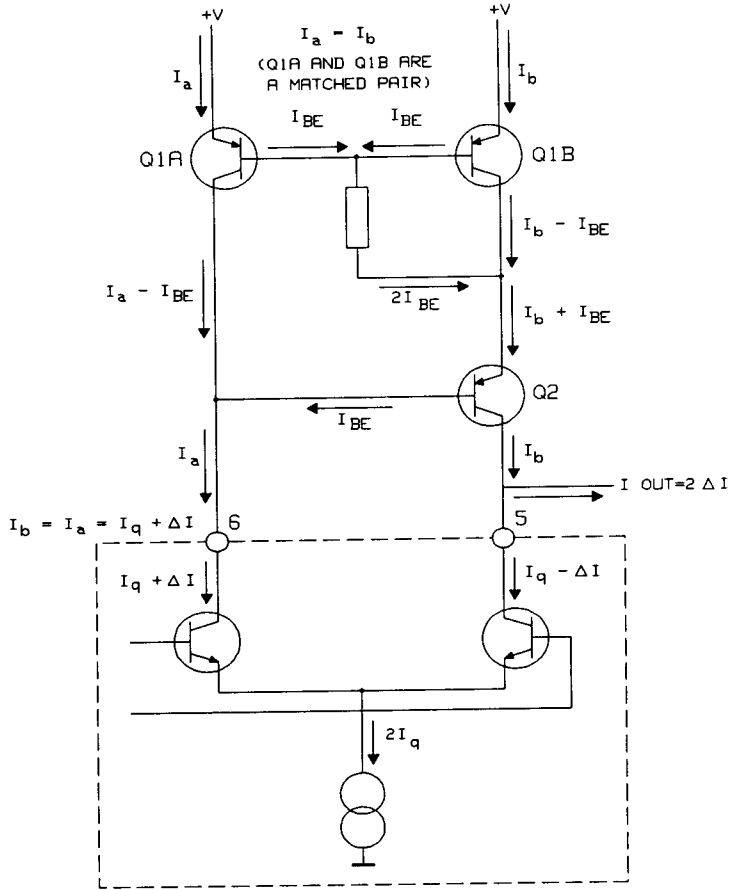 +V
+V
I_a - I_b
(Q1A AND Q1B ARE
A MATCHED PAIR)
I_a
I_b
I_BE
I_BE
Q1A
Q1B
I_b - I_BE
I_a - I_BE
2I_BE
I_b + I_BE
Q2
I_BE
I_a
I_b
I OUT=2 Δ I
I_b = I_a = I_q + ΔI
6
5
I_q + ΔI
I_q - ΔI
2I_q